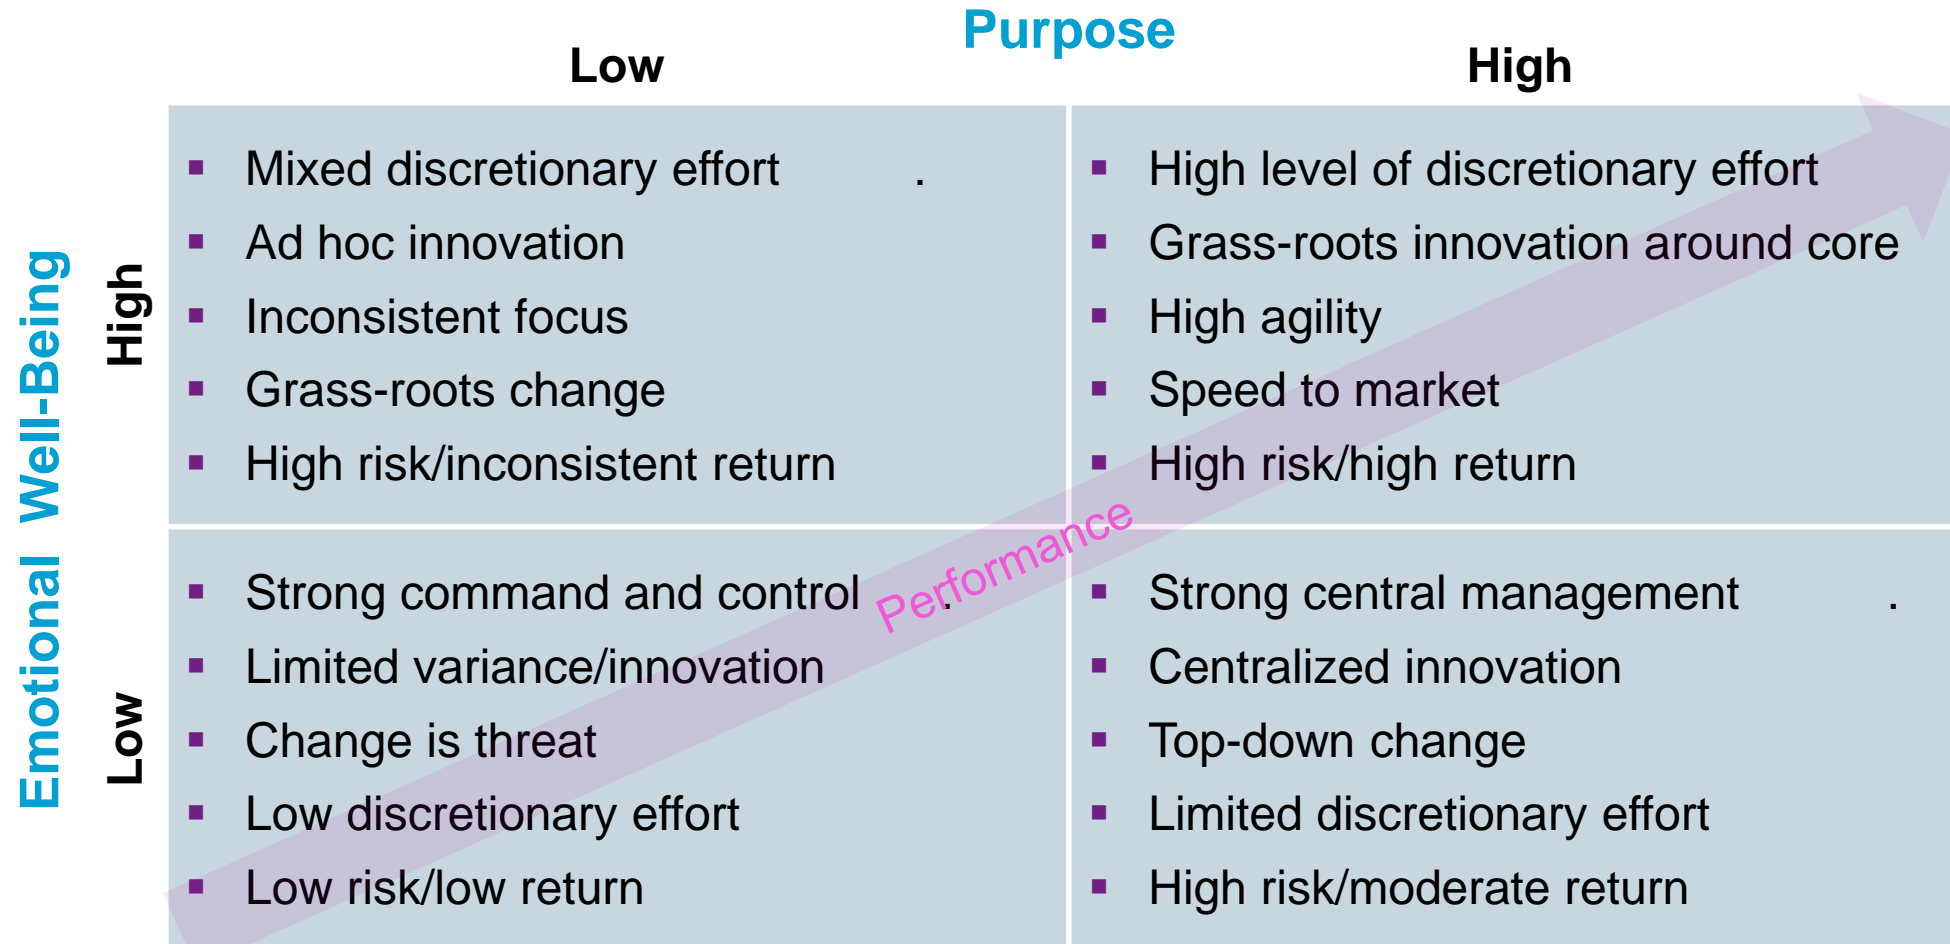 Purpose
Low
High
Emotional Well-Being
High
▪ Mixed discretionary effort .
▪ Ad hoc innovation
▪ Inconsistent focus
▪ Grass-roots change
▪ High risk/inconsistent return
▪ High level of discretionary effort
▪ Grass-roots innovation around core
▪ High agility
▪ Speed to market
▪ High risk/high return
Performance
Low
▪ Strong command and control .
▪ Limited variance/innovation
▪ Change is threat
▪ Low discretionary effort
▪ Low risk/low return
▪ Strong central management .
▪ Centralized innovation
▪ Top-down change
▪ Limited discretionary effort
▪ High risk/moderate return